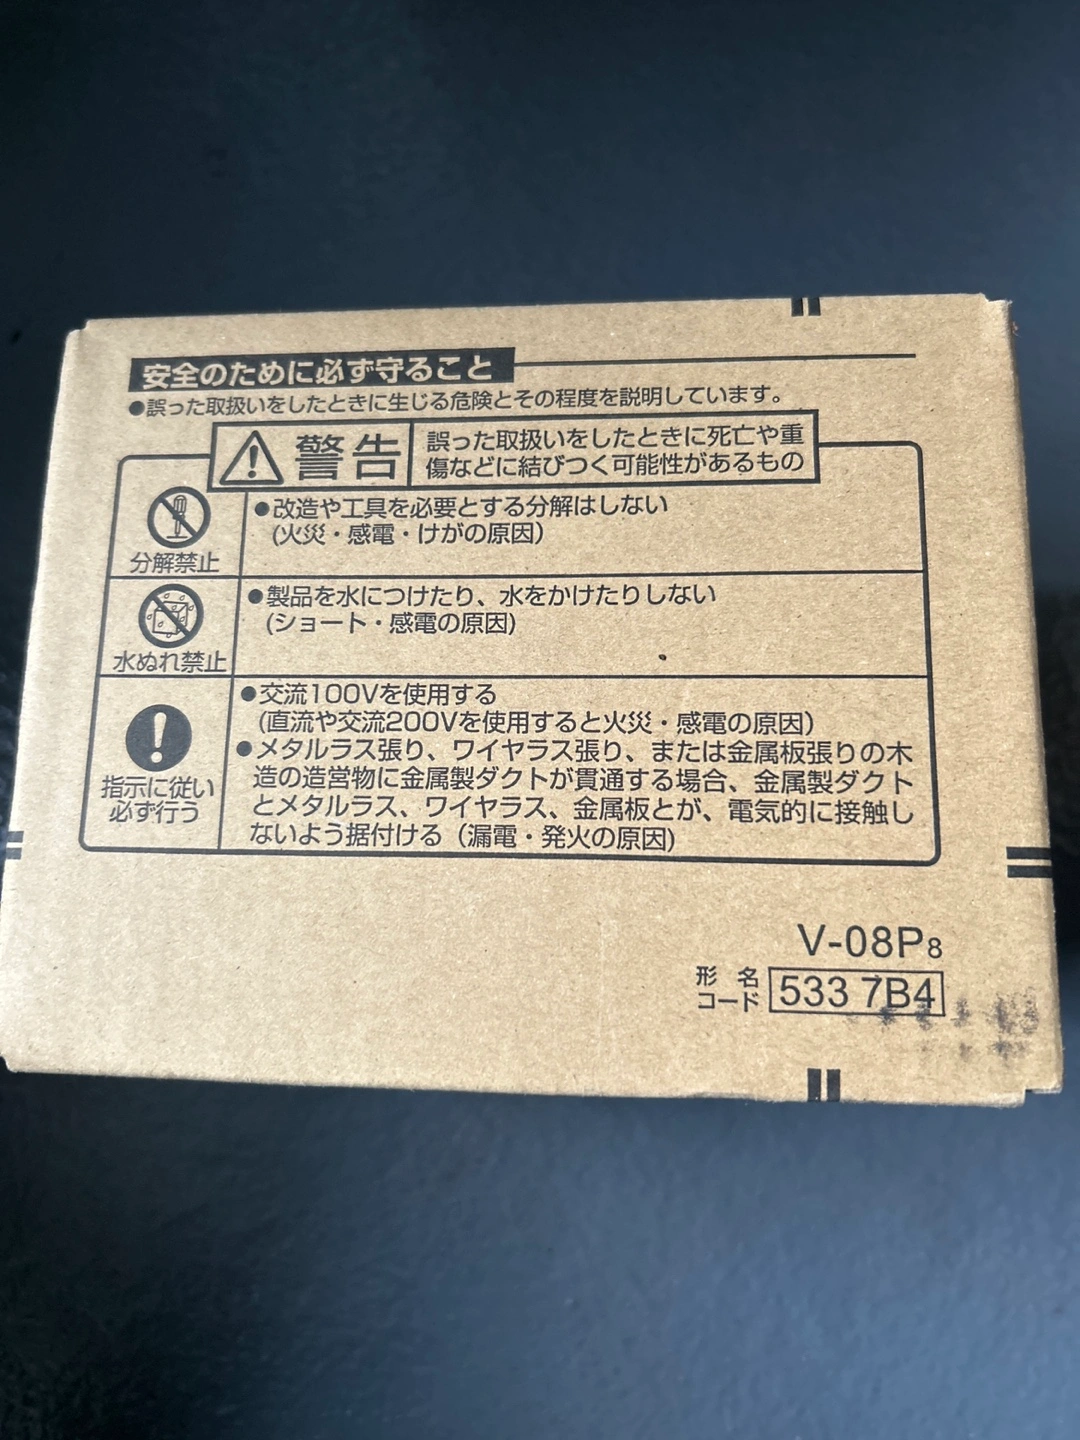 安全のために必ず守ること
●誤った取扱いをしたときに生じる危険とその程度を説明しています。
警告
誤った取扱いをしたときに死亡や重
傷などに結びつく可能性があるもの
分解禁止
●改造や工具を必要とする分解はしない
(火災・感電・けがの原因)
水ぬれ禁止
●製品を水につけたり、水をかけたりしない
(ショート・感電の原因)
指示に従い
必ず行う
●交流100Vを使用する
(直流や交流200Vを使用すると火災・感電の原因)
●メタルラス張り、ワイヤラス張り、または金属板張りの木
造の造営物に金属製ダクトが貫通する場合、金属製ダクト
とメタルラス、ワイヤラス、金属板とが、電気的に接触し
ないよう据付ける(漏電・発火の原因)
V-08P8
形名
コード
533 7B4